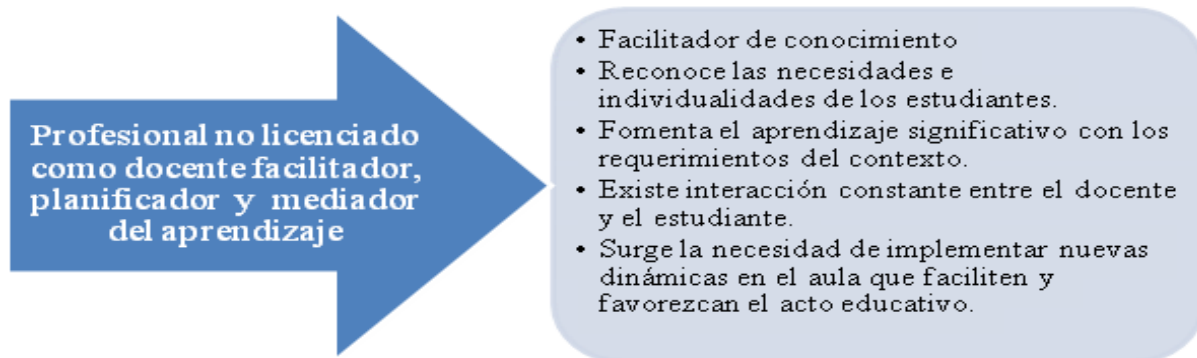 Profesional no licenciado
como docente facilitador,
planificador y mediador
del aprendizaje
• Facilitador de conocimiento
• Reconoce las necesidades e
individualidades de los estudiantes.
• Fomenta el aprendizaje significativo con los
requerimientos del contexto.
• Existe interacción constante entre el docente
y el estudiante.
• Surge la necesidad de implementar nuevas
dinámicas en el aula que faciliten y
favorezcan el acto educativo.